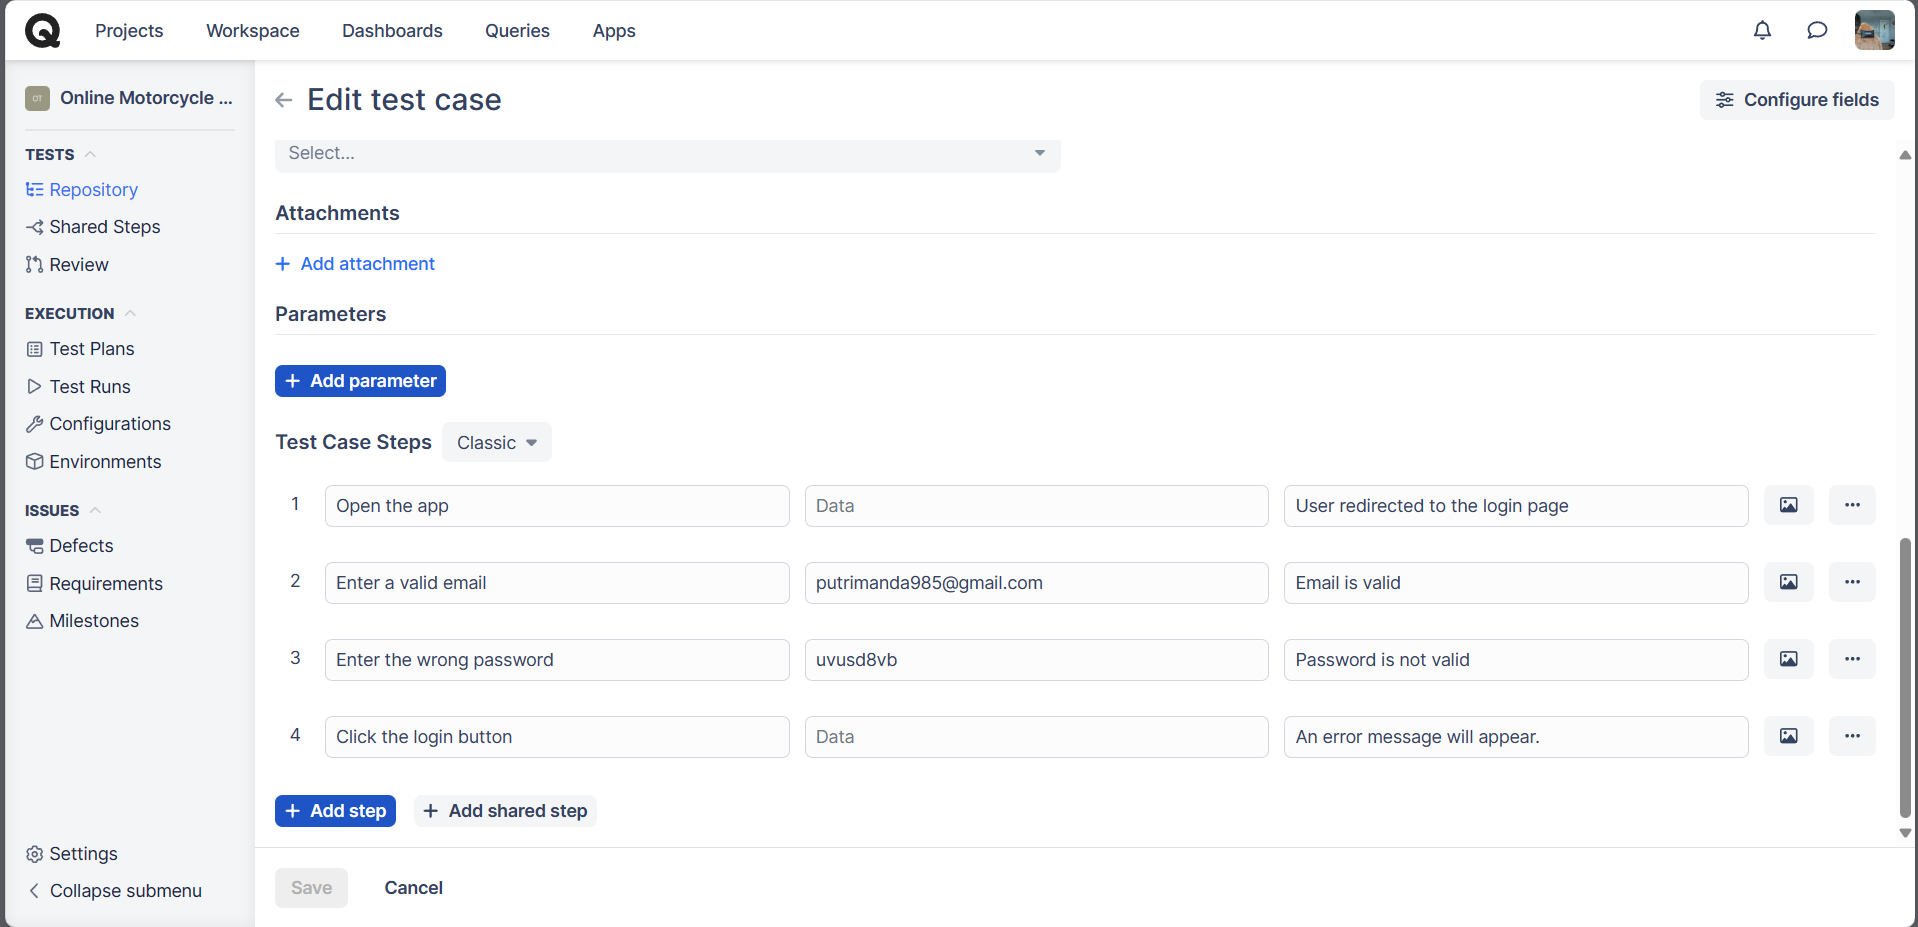 Projects Workspace Dashboards Queries Apps
OT Online Motorcycle ...
Edit test case
Configure fields
TESTS
Repository
Shared Steps
Review
EXECUTION
Test Plans
Test Runs
Configurations
Environments
ISSUES
Defects
Requirements
Milestones
Settings
Collapse submenu
Select...
Attachments
+ Add attachment
Parameters
+ Add parameter
Test Case Steps Classic
1 Open the app Data User redirected to the login page
2 Enter a valid email putrimanda985@gmail.com Email is valid
3 Enter the wrong password uvusd8vb Password is not valid
4 Click the login button Data An error message will appear.
+ Add step + Add shared step
Save Cancel